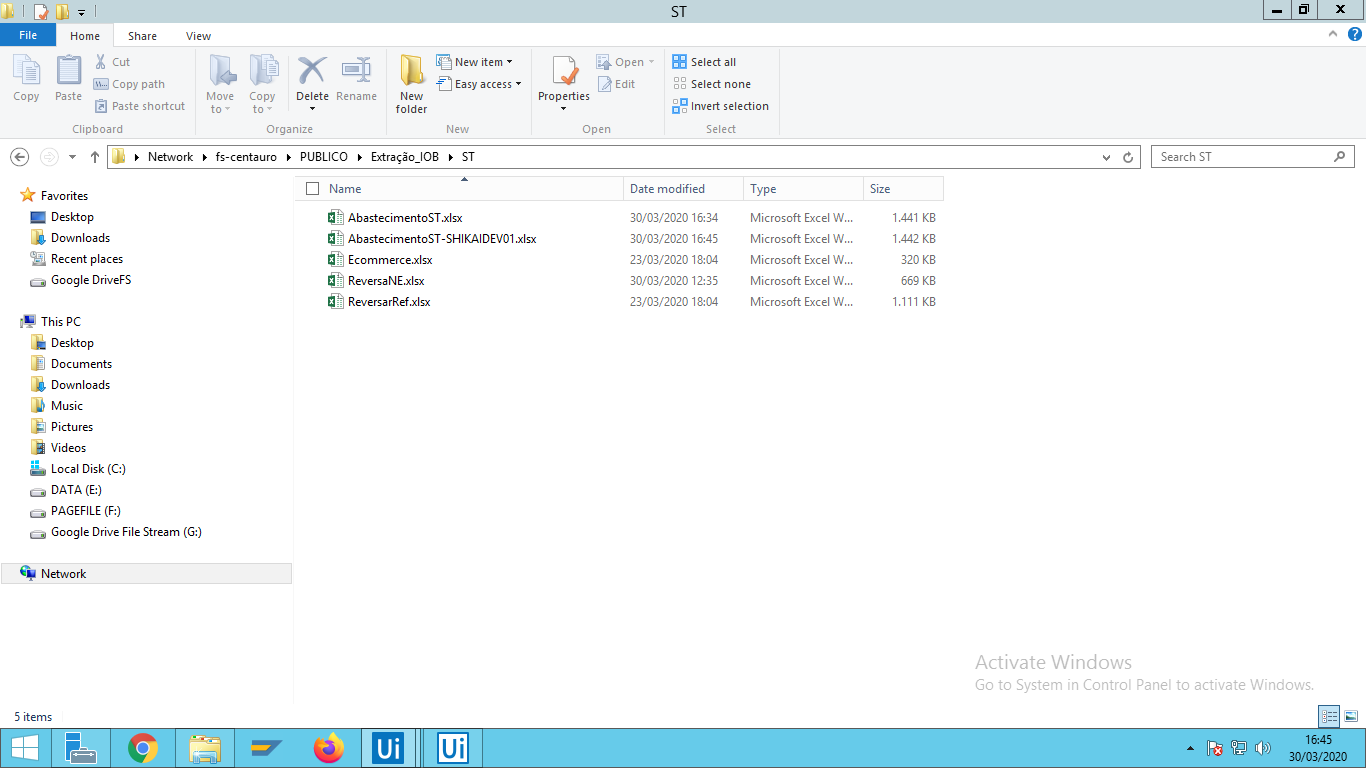 ST
File Home Share View
Copy
Paste
Cut
Copy path
Paste shortcut
Clipboard
Move to
Copy to
Delete
Rename
Organize
New folder
New item
Easy access
New
Properties
Open
Edit
Open
Select all
Select none
Invert selection
Select
Network fs-centauro PUBLICO Extração_IOB ST
Search ST
Favorites
Desktop
Downloads
Recent places
Google DriveFS
This PC
Desktop
Documents
Downloads
Music
Pictures
Videos
Local Disk (C:)
DATA (E:)
PAGEFILE (F:)
Google Drive File Stream (G:)
Network
Name Date modified Type Size
AbastecimentoST.xlsx 30/03/2020 16:34 Microsoft Excel W... 1.441 KB
AbastecimentoST-SHIKAIDEV01.xlsx 30/03/2020 16:45 Microsoft Excel W... 1.442 KB
Ecommerce.xlsx 23/03/2020 18:04 Microsoft Excel W... 320 KB
ReversaNE.xlsx 30/03/2020 12:35 Microsoft Excel W... 669 KB
ReversarRef.xlsx 23/03/2020 18:04 Microsoft Excel W... 1.111 KB
Activate Windows
Go to System in Control Panel to activate Windows.
5 items
Ui
Ui
16:45
30/03/2020